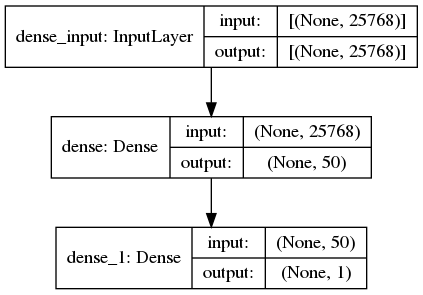 dense_input: InputLayer
input: [(None, 25768)]
output: [(None, 25768)]
dense: Dense
input: (None, 25768)
output: (None, 50)
dense_1: Dense
input: (None, 50)
output: (None, 1)